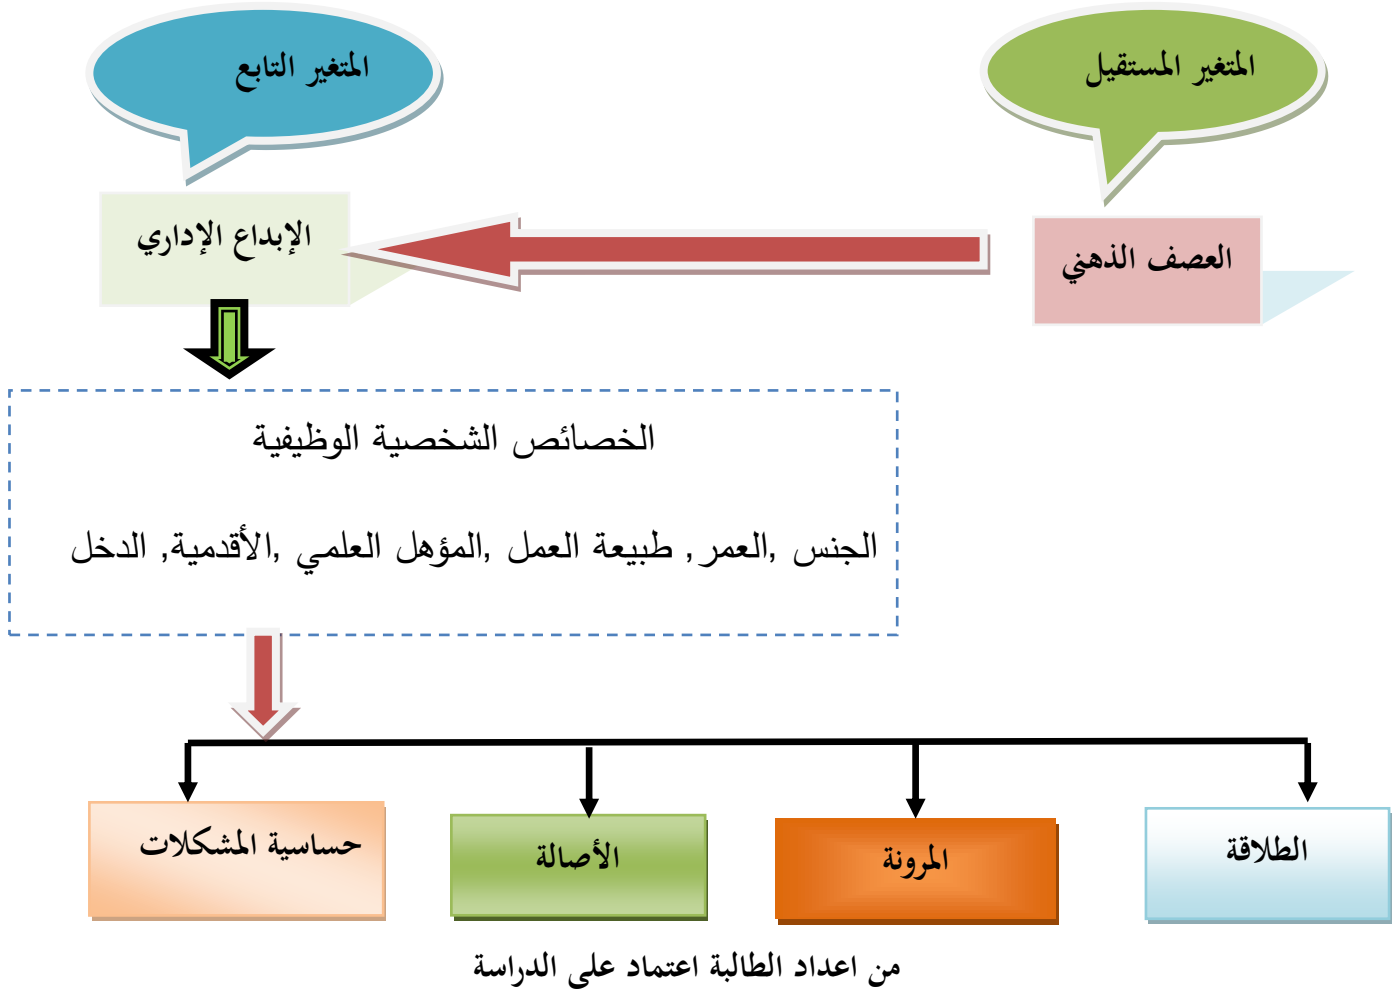 المتغير المستقيل
المتغير التابع
العصف الذهني
الإبداع الإداري
الخصائص الشخصية الوظيفية
الجنس ,العمر, طبيعة العمل ,المؤهل العلمي ,الأقدمية, الدخل
الطلاقة
المرونة
الأصالة
حساسية المشكلات
من اعداد الطالبة اعتماد على الدراسة